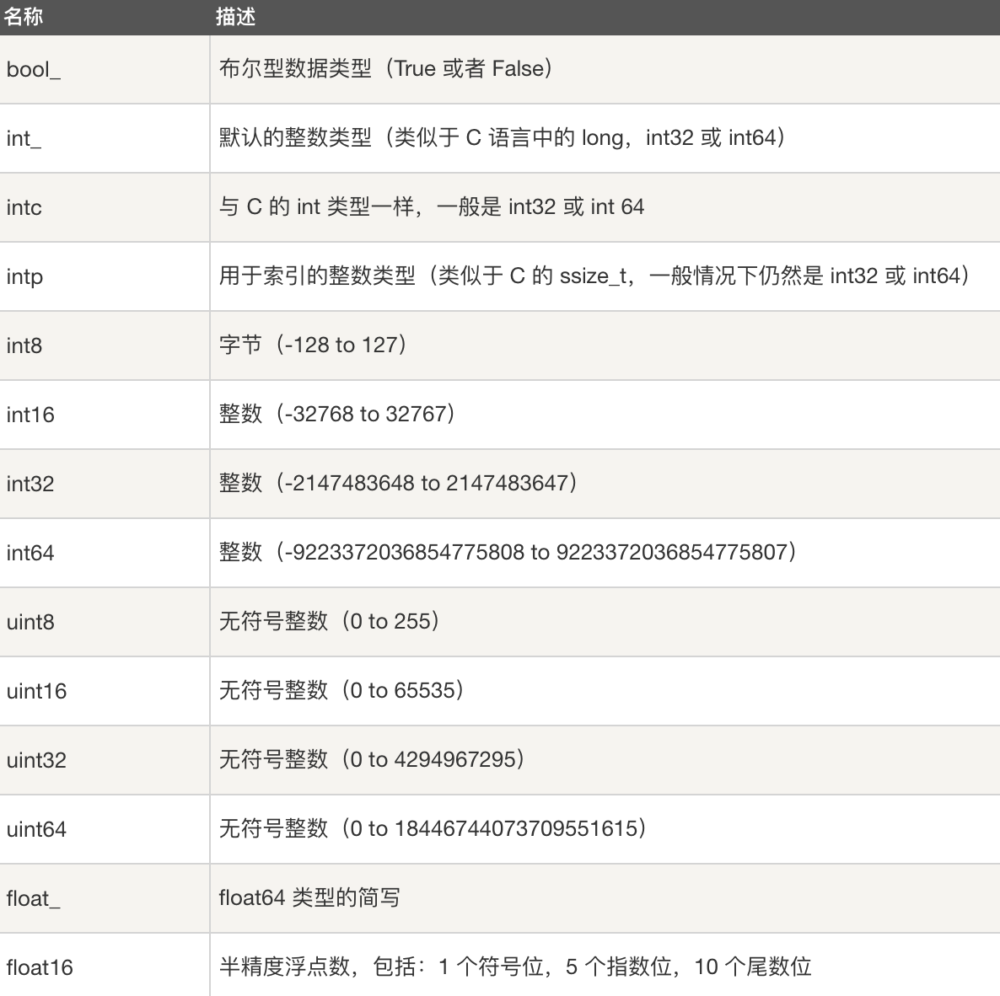 名称 描述
bool_ 布尔型数据类型（True 或者 False）
int_ 默认的整数类型（类似于 C 语言中的 long，int32 或 int64）
intc 与 C 的 int 类型一样，一般是 int32 或 int 64
intp 用于索引的整数类型（类似于 C 的 ssize_t，一般情况下仍然是 int32 或 int64）
int8 字节（-128 to 127）
int16 整数（-32768 to 32767）
int32 整数（-2147483648 to 2147483647）
int64 整数（-9223372036854775808 to 9223372036854775807）
uint8 无符号整数（0 to 255）
uint16 无符号整数（0 to 65535）
uint32 无符号整数（0 to 4294967295）
uint64 无符号整数（0 to 18446744073709551615）
float_ float64 类型的简写
float16 半精度浮点数，包括：1 个符号位，5 个指数位，10 个尾数位